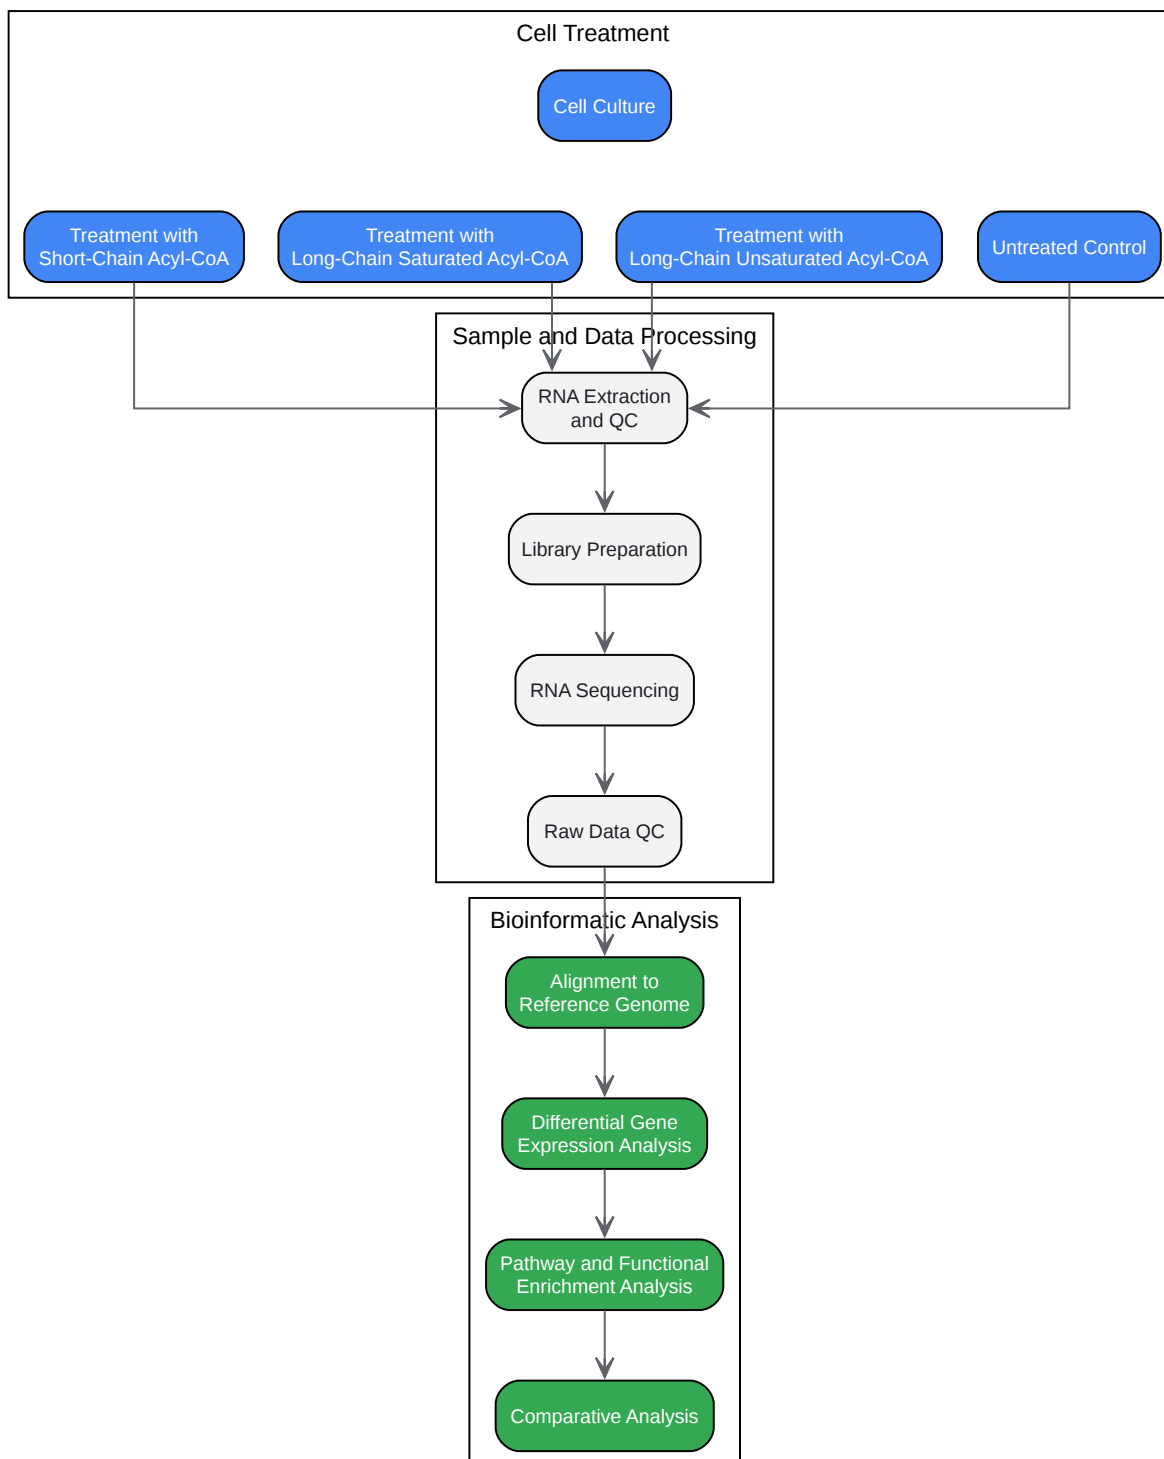 Cell Treatment
Cell Culture
Treatment with
Short-Chain Acyl-CoA
Treatment with
Long-Chain Saturated Acyl-CoA
Treatment with
Long-Chain Unsaturated Acyl-CoA
Untreated Control
Sample and Data Processing
RNA Extraction
and QC
Library Preparation
RNA Sequencing
Raw Data QC
Bioinformatic Analysis
Alignment to
Reference Genome
Differential Gene
Expression Analysis
Pathway and Functional
Enrichment Analysis
Comparative Analysis